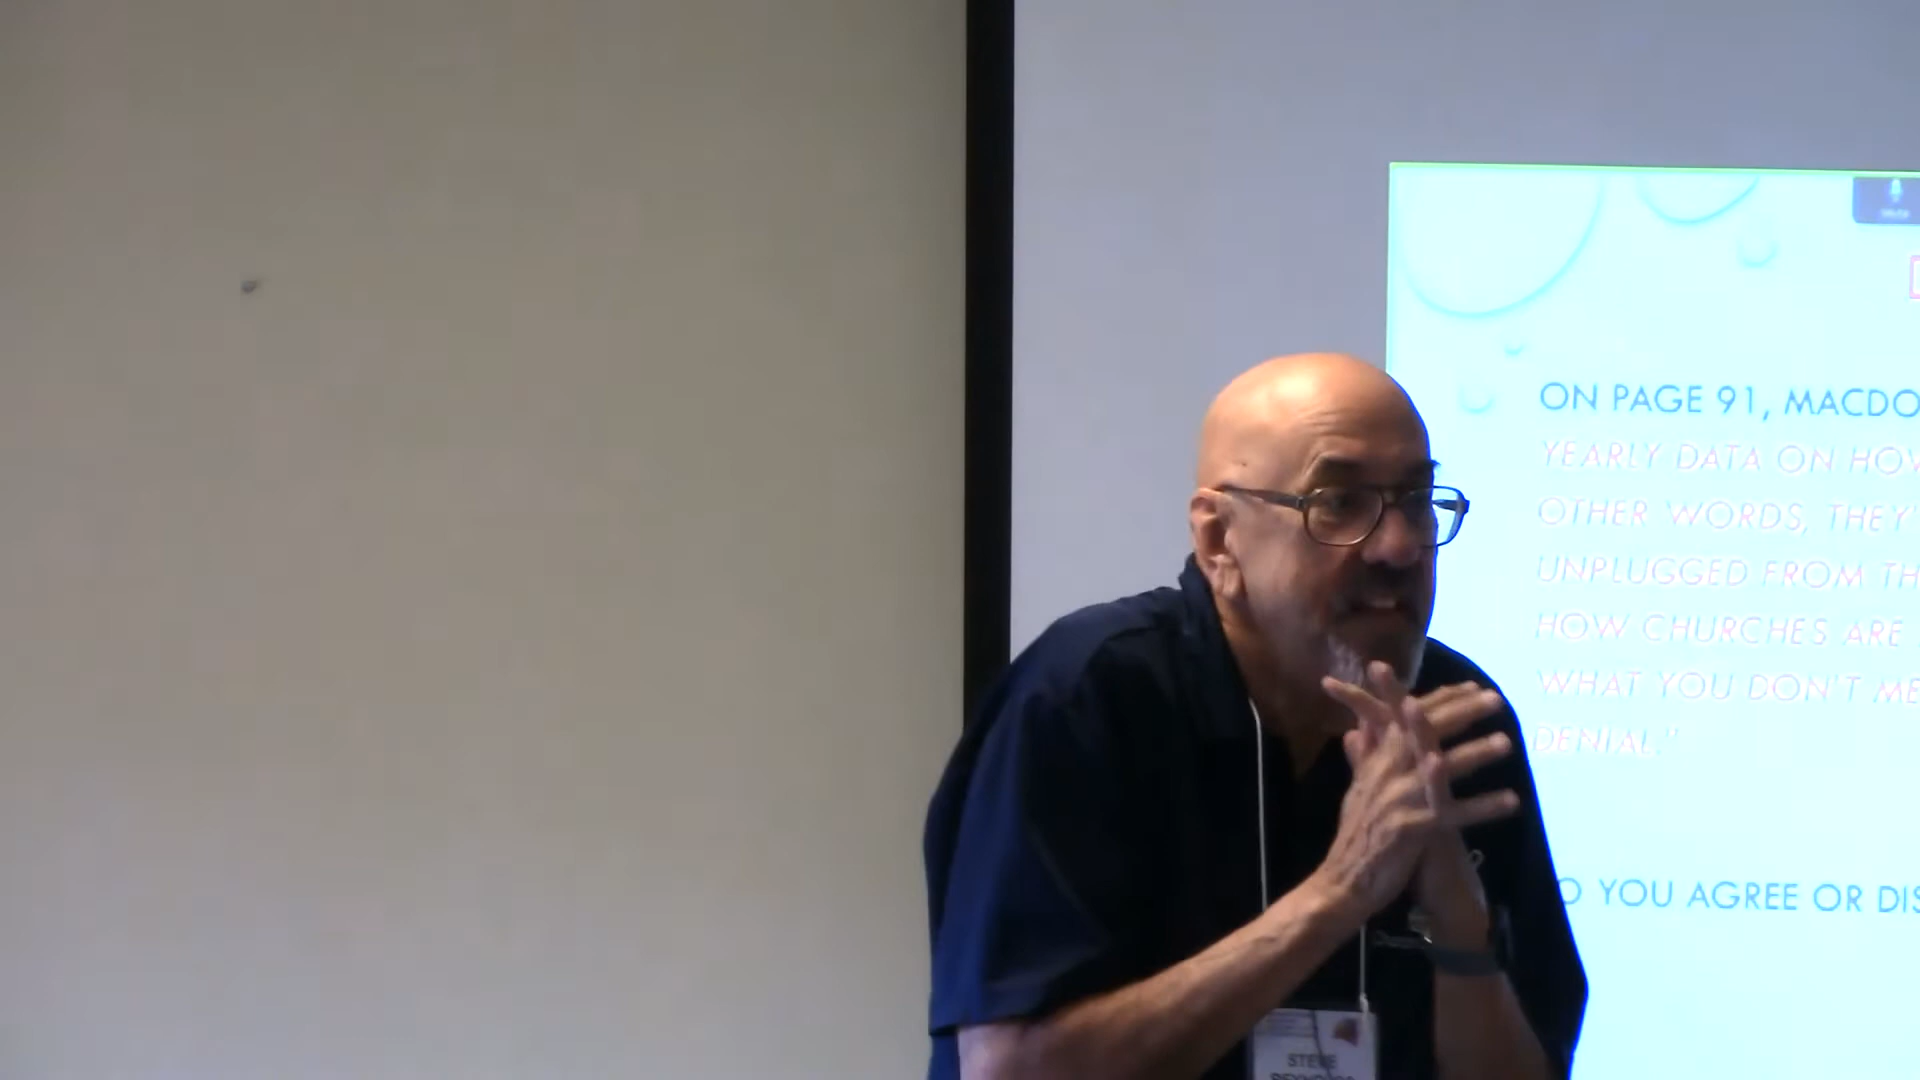 ON PAGE 91, MACDO
YEARLY DATA ON HOW
OTHER WORDS, THEY'
UNPLUGGED FROM TH
HOW CHURCHES ARE
WHAT YOU DON'T ME
DENIAL."
O YOU AGREE OR DIS
STEVE